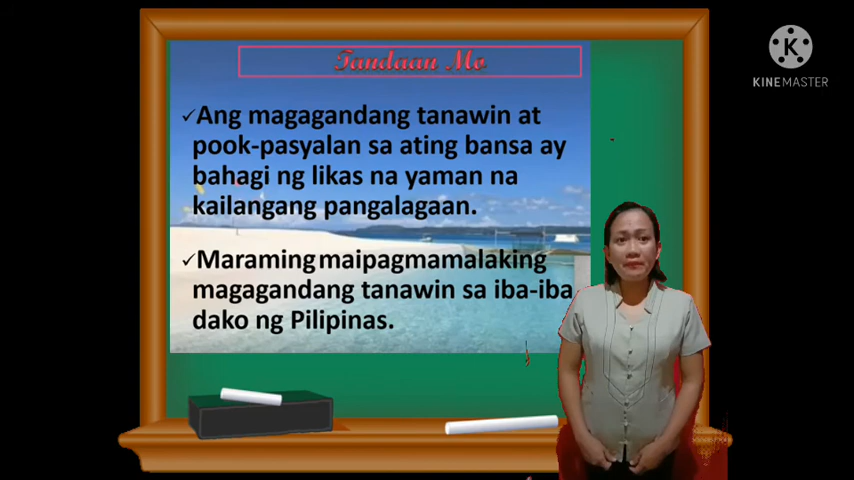 Tandaan Mo
✓Ang magagandang tanawin at
pook-pasyalan sa ating bansa ay
bahagi ng likas na yaman na
kailangang pangalagaan.
✓Maraming maipagmamalaking
magagandang tanawin sa iba-iba
dako ng Pilipinas.
K
KINEMASTER